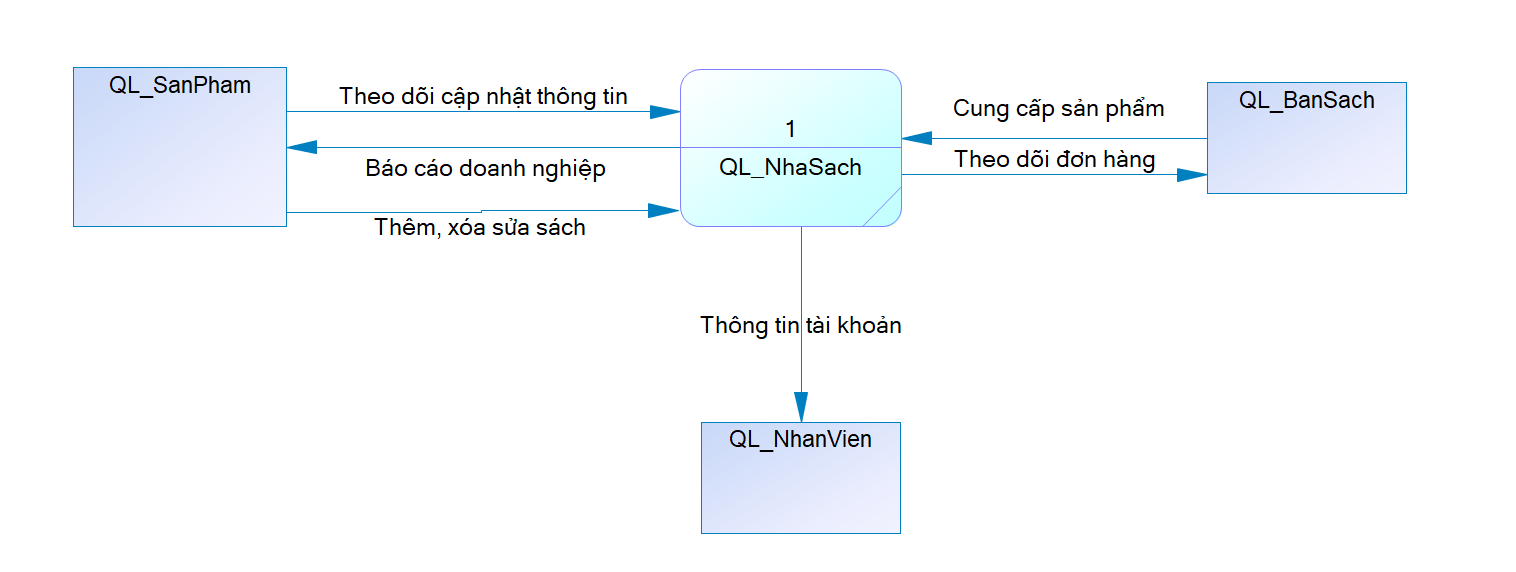 QL_SanPham
Theo dõi cập nhật thông tin
Báo cáo doanh nghiệp
Thêm, xóa sửa sách
1
QL_NhaSach
Cung cấp sản phẩm
Theo dõi đơn hàng
QL_BanSach
Thông tin tài khoản
QL_NhanVien